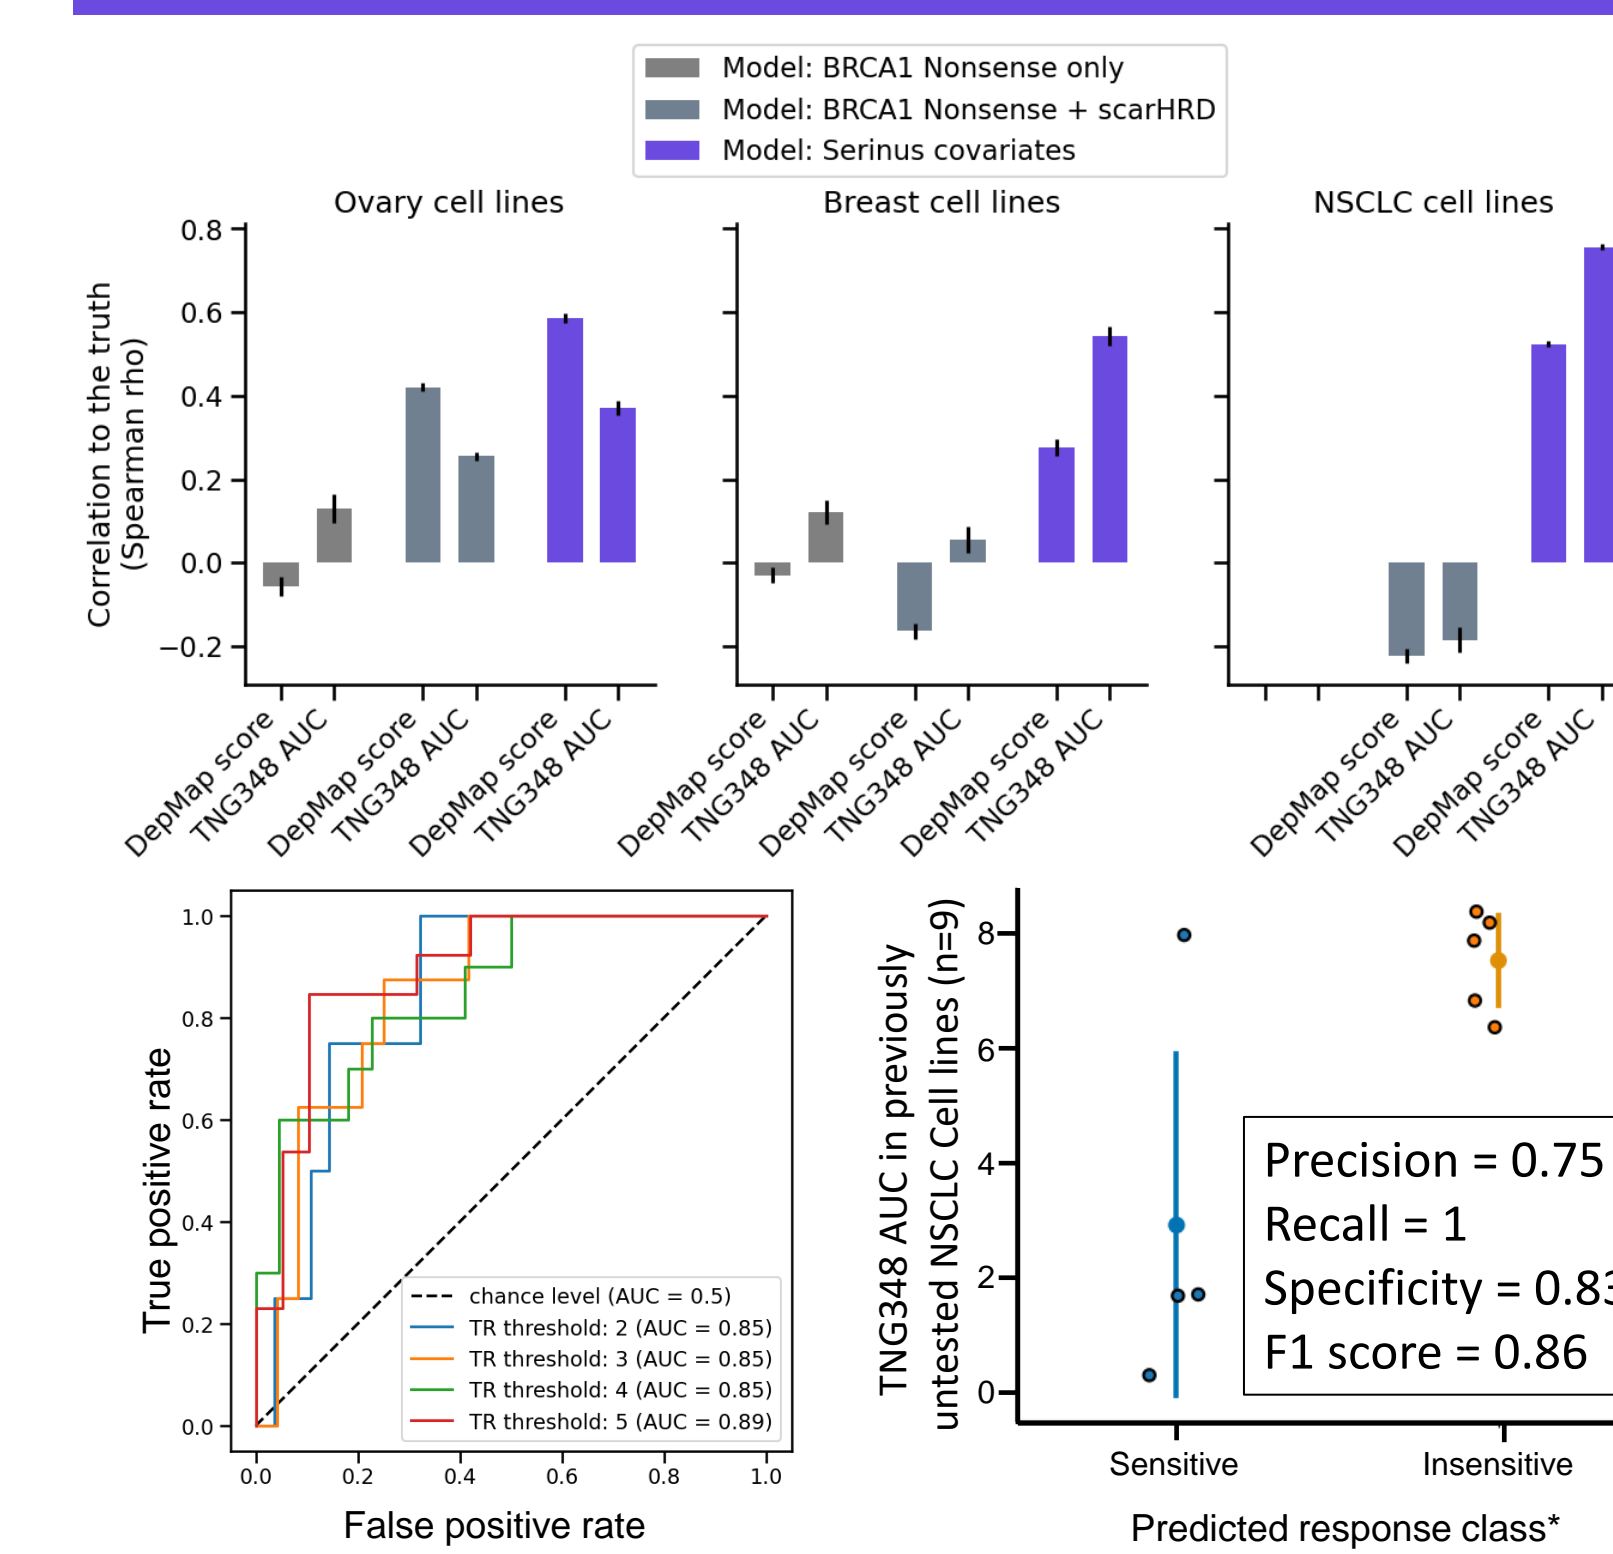 Model: BRCA1 Nonsense only
Model: BRCA1 Nonsense + scarHRD
Model: Serinus covariates
Ovary cell lines
Breast cell lines
NSCLC cell lines
Correlation to the truth
(Spearman rho)
0.8
0.6
0.4
0.2
0.0
−0.2
DepMap score
TNG348 AUC
DepMap score
TNG348 AUC
DepMap score
TNG348 AUC
DepMap score
TNG348 AUC
DepMap score
TNG348 AUC
DepMap score
TNG348 AUC
DepMap score
TNG348 AUC
DepMap score
TNG348 AUC
True positive rate
1.0
0.8
0.6
0.4
0.2
0.0
chance level (AUC = 0.5)
TR threshold: 2 (AUC = 0.85)
TR threshold: 3 (AUC = 0.85)
TR threshold: 4 (AUC = 0.85)
TR threshold: 5 (AUC = 0.89)
0.0 0.2 0.4 0.6 0.8 1.0
False positive rate
TNG348 AUC in previously
untested NSCLC Cell lines (n=9)
8
6
4
2
0
Precision = 0.75
Recall = 1
Specificity = 0.83
F1 score = 0.86
Sensitive
Insensitive
Predicted response class*